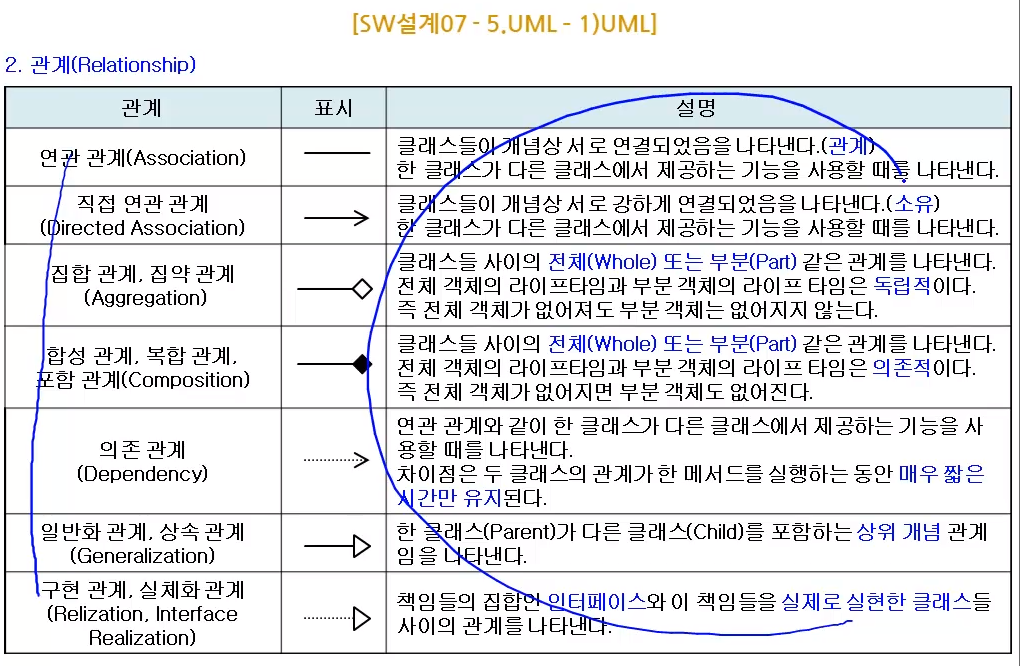 [SW설계07 - 5.UML - 1)UML]
2. 관계(Relationship)
관계
표시
설명
연관 관계(Association)
클래스들이 개념상 서로 연결되었음을 나타낸다.(관계)
한 클래스가 다른 클래스에서 제공하는 기능을 사용할 때를 나타낸다.
직접 연관 관계
(Directed Association)
클래스들이 개념상 서로 강하게 연결되었음을 나타낸다.(소유)
한 클래스가 다른 클래스에서 제공하는 기능을 사용할 때를 나타낸다.
집합 관계, 집약 관계
(Aggregation)
클래스들 사이의 전체(Whole) 또는 부분(Part) 같은 관계를 나타낸다.
전체 객체의 라이프타임과 부분 객체의 라이프 타임은 독립적이다.
즉 전체 객체가 없어져도 부분 객체는 없어지지 않는다.
합성 관계, 복합 관계,
포함 관계(Composition)
클래스들 사이의 전체(Whole) 또는 부분(Part) 같은 관계를 나타낸다.
전체 객체의 라이프타임과 부분 객체의 라이프 타임은 의존적이다.
즉 전체 객체가 없어지면 부분 객체도 없어진다.
의존 관계
(Dependency)
연관 관계와 같이 한 클래스가 다른 클래스에서 제공하는 기능을 사
용할 때를 나타낸다.
차이점은 두 클래스의 관계가 한 메서드를 실행하는 동안 매우 짧은
시간만 유지된다.
일반화 관계, 상속 관계
(Generalization)
한 클래스(Parent)가 다른 클래스(Child)를 포함하는 상위 개념 관계
임을 나타낸다.
구현 관계, 실체화 관계
(Relization, Interface
Realization)
책임들의 집합인 인터페이스와 이 책임들을 실제로 실현한 클래스들
사이의 관계를 나타낸다.